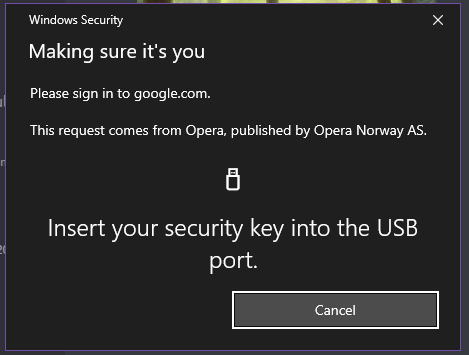 Windows Security
Making sure it's you
Please sign in to google.com.
This request comes from Opera, published by Opera Norway AS.
Insert your security key into the USB
port.
Cancel